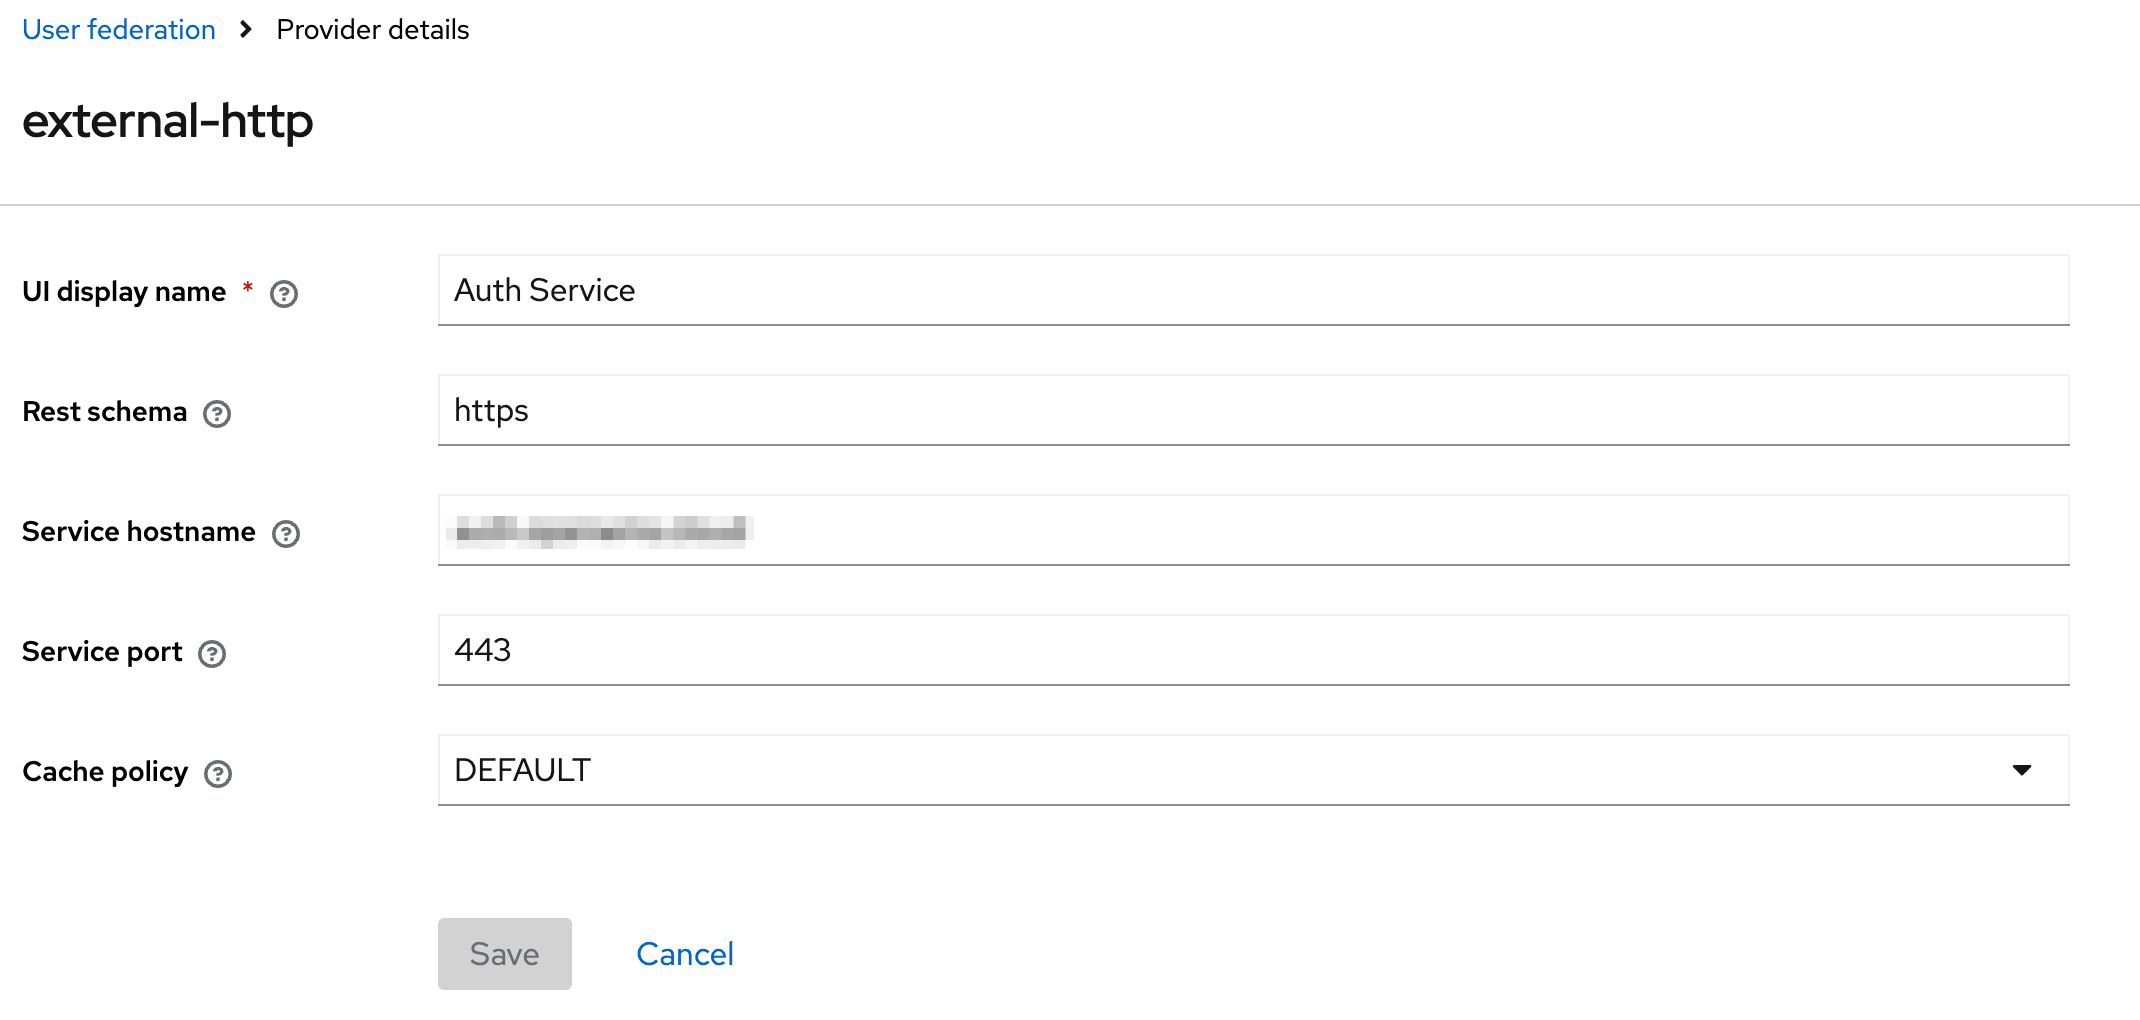 User federation > Provider details
external-http
UI display name * Auth Service
Rest schema https
Service hostname
Service port 443
Cache policy DEFAULT
Save Cancel